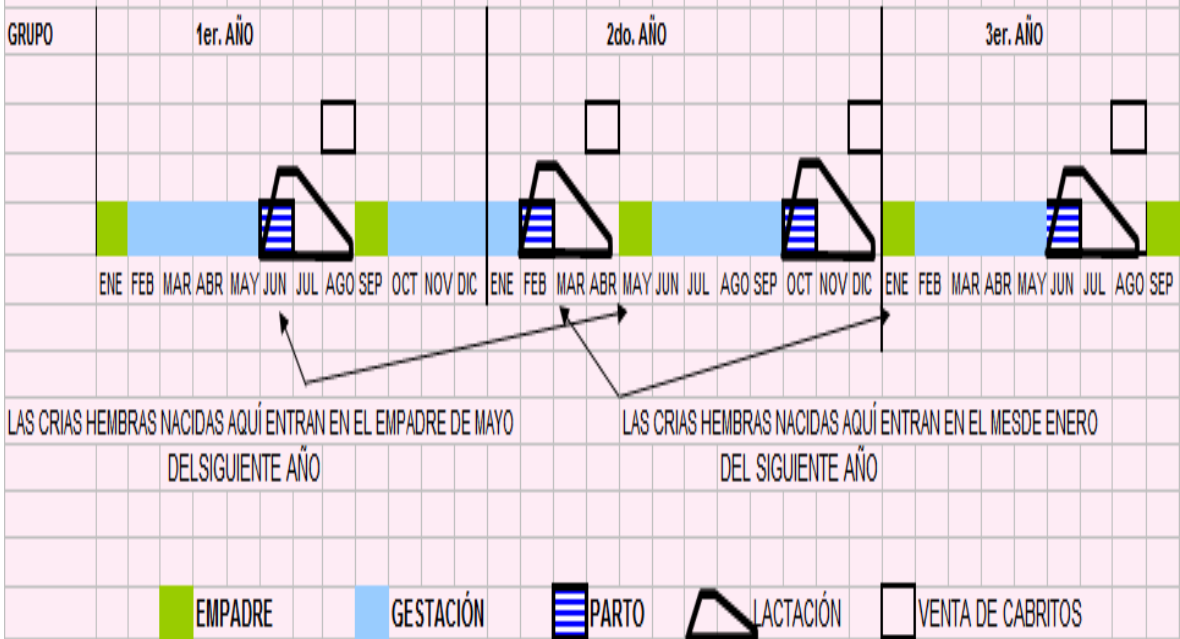 GRUPO 1er. AÑO 2do. AÑO 3er. AÑO
ENE FEB MAR ABR MAY JUN JUL AGO SEP OCT NOV DIC ENE FEB MAR ABR MAY JUN JUL AGO SEP OCT NOV DIC ENE FEB MAR ABR MAY JUN JUL AGO SEP
LAS CRIAS HEMBRAS NACIDAS AQUÍ ENTRAN EN EL EMPADRE DE MAYO
DELSIGUIENTE AÑO
LAS CRIAS HEMBRAS NACIDAS AQUÍ ENTRAN EN EL MESDE ENERO
DEL SIGUIENTE AÑO
EMPADRE GESTACIÓN PARTO LACTACIÓN VENTA DE CABRITOS